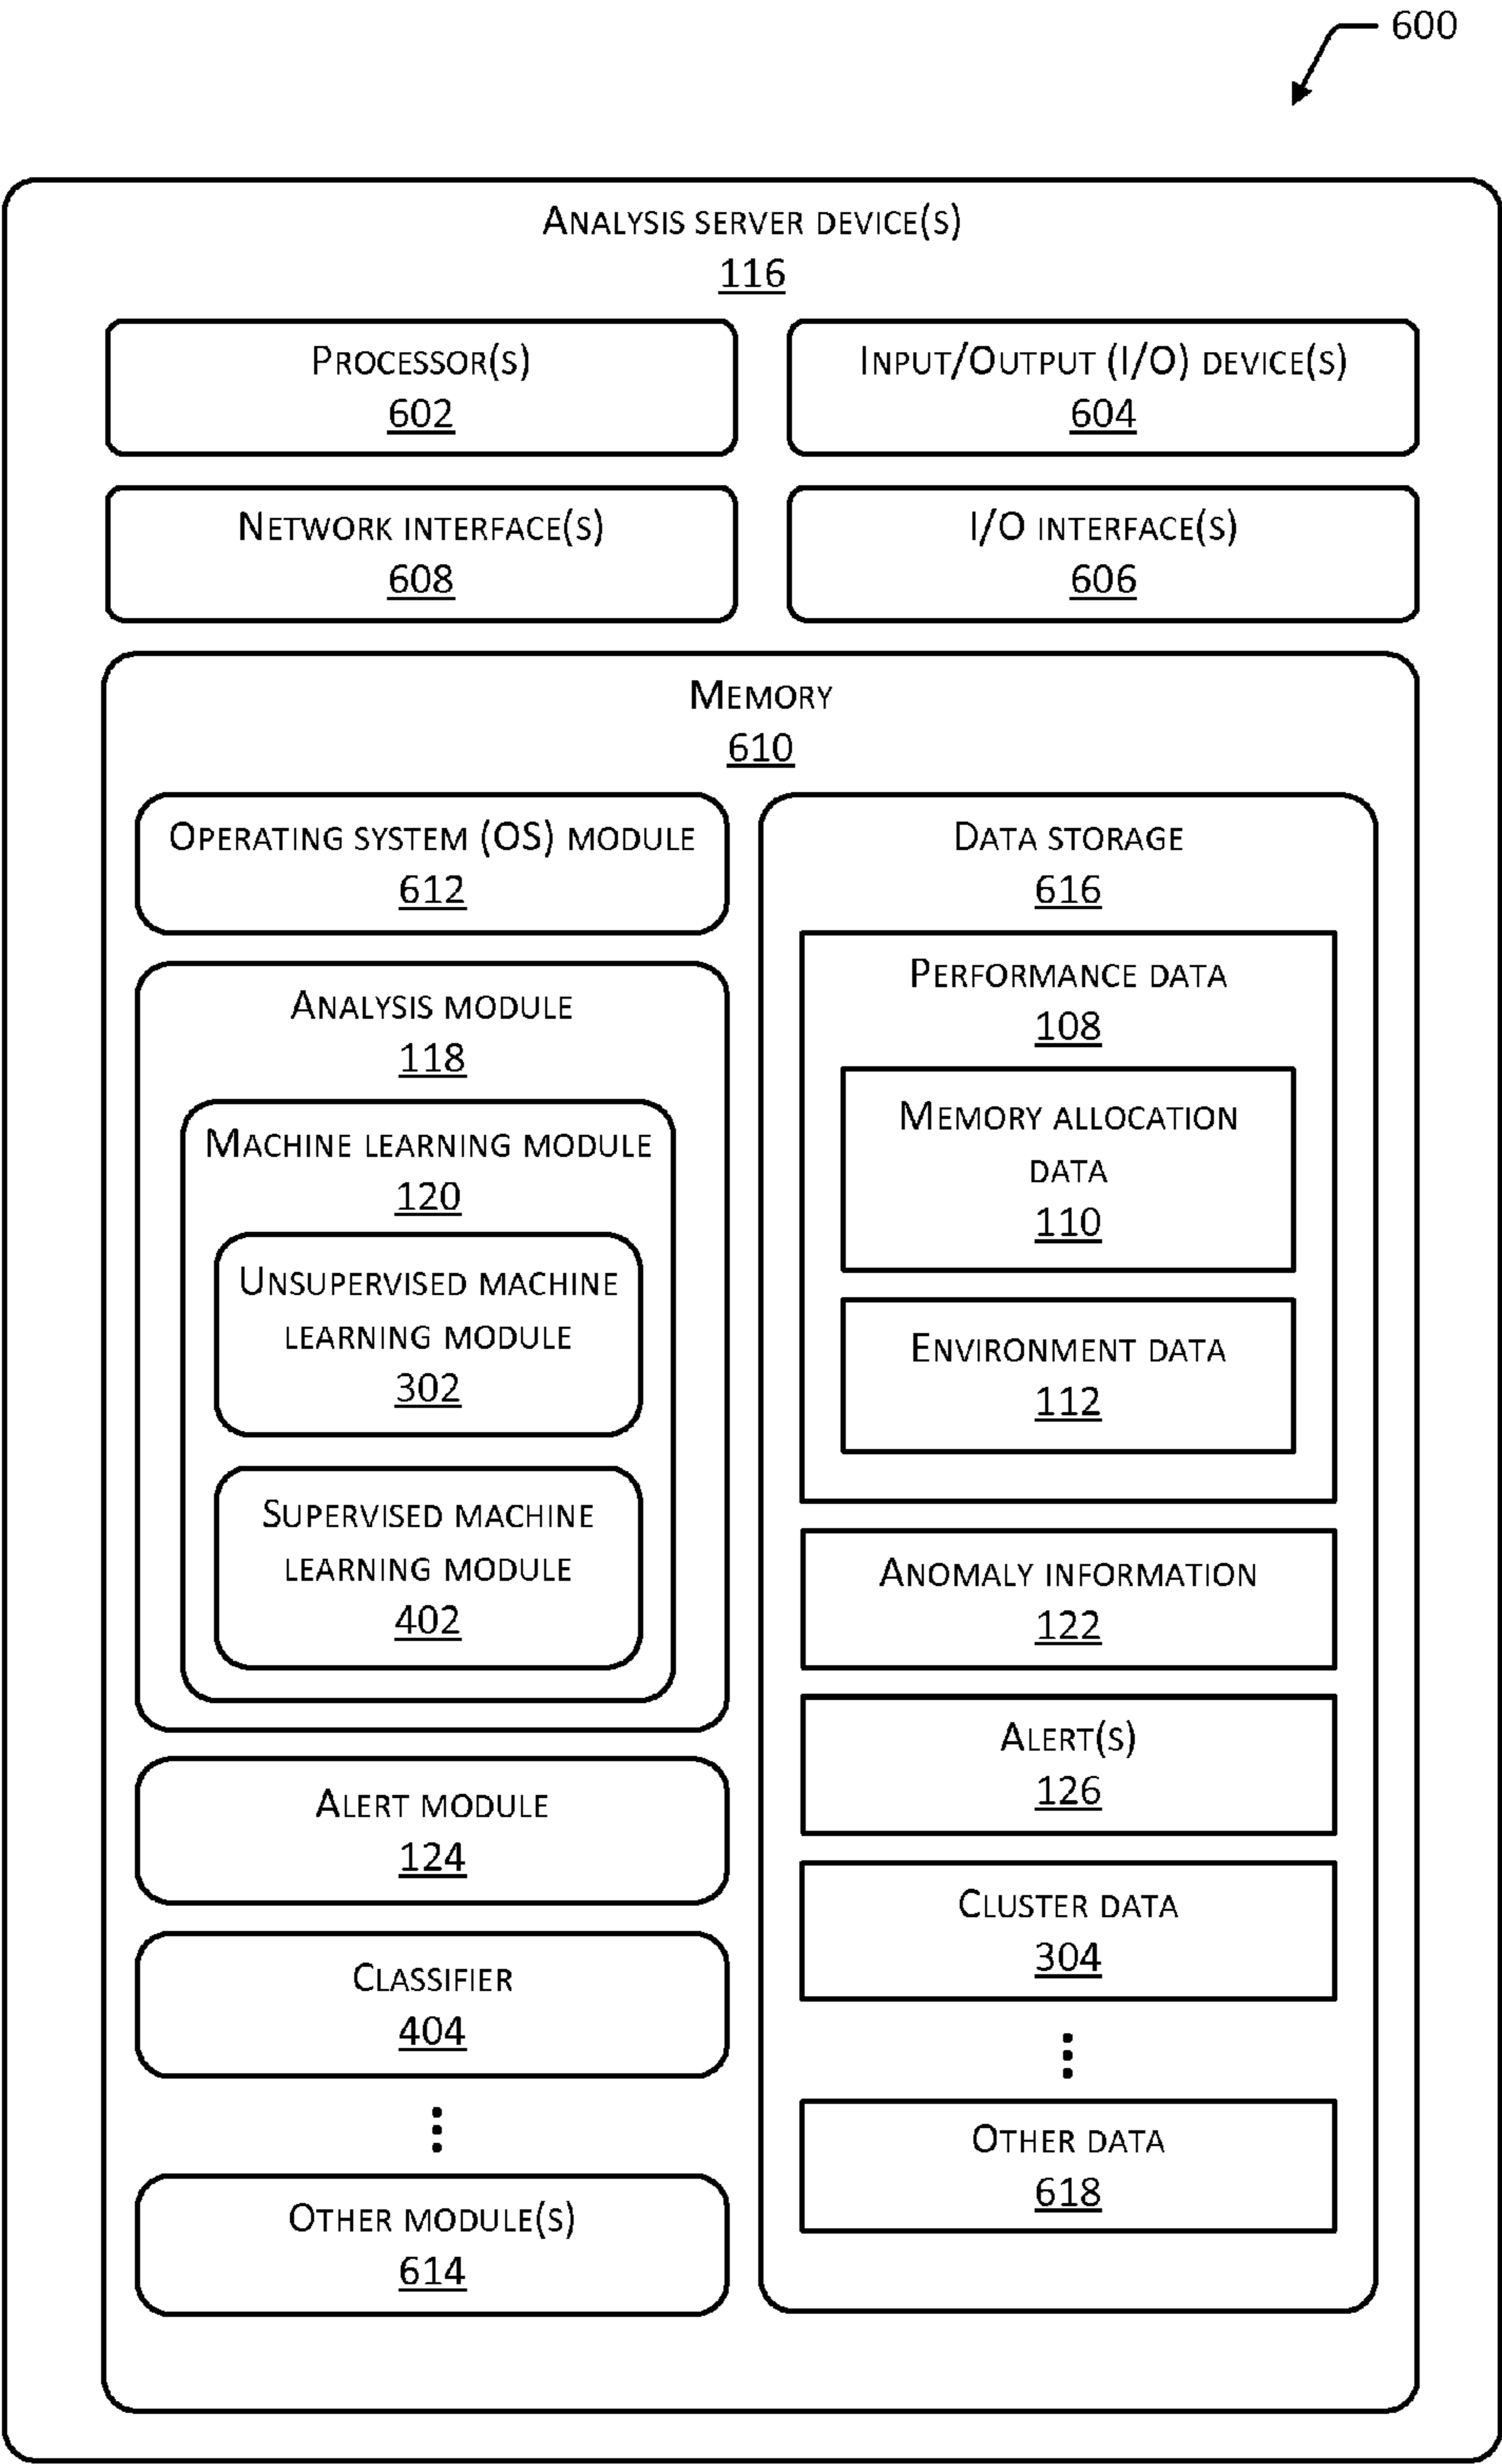 600
Analysis server device(s)
116
Processor(s)
602
Input/Output (I/O) device(s)
604
Network interface(s)
608
I/O interface(s)
606
Memory
610
Operating system (OS) module
612
Analysis module
118
Machine learning module
120
Unsupervised machine
learning module
302
Supervised machine
learning module
402
Alert module
124
Classifier
404
Other module(s)
614
Data storage
616
Performance data
108
Memory allocation
data
110
Environment data
112
Anomaly information
122
Alert(s)
126
Cluster data
304
Other data
618